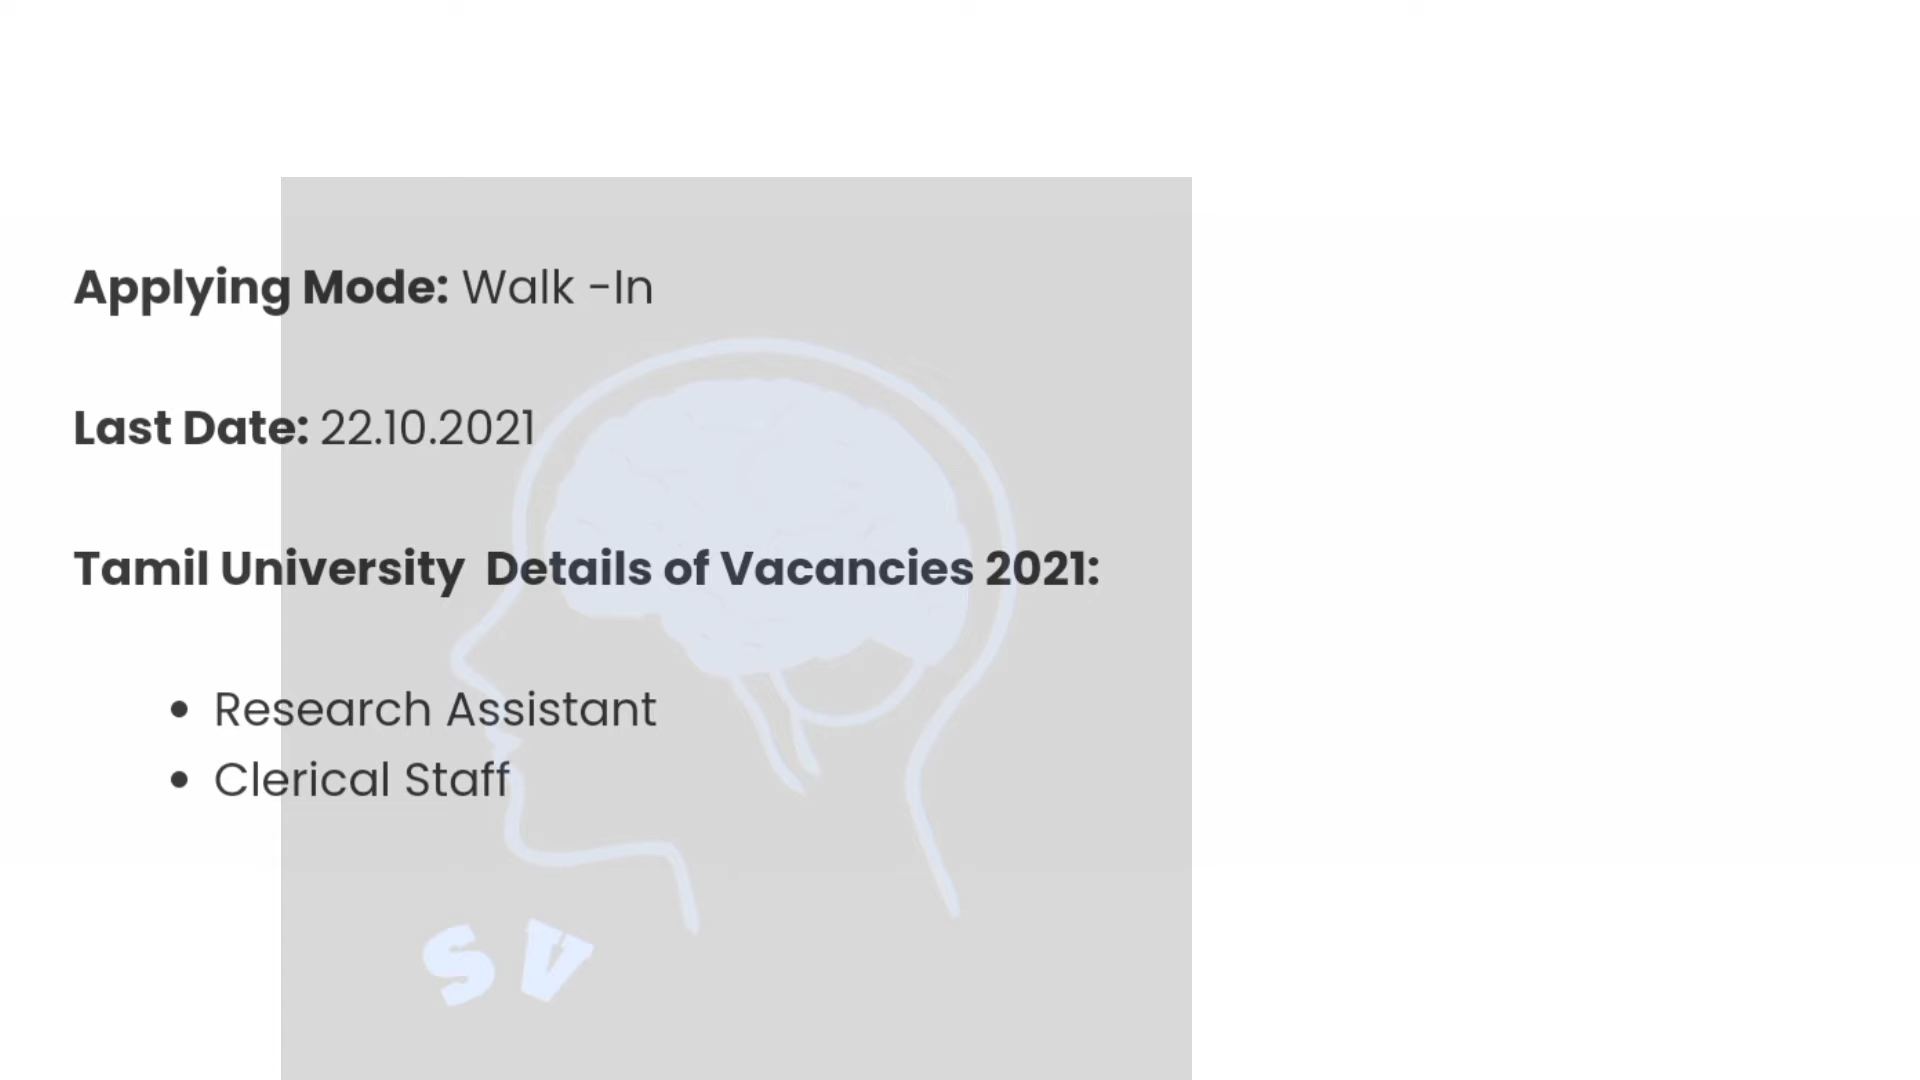 Applying Mode: Walk -In
Last Date: 22.10.2021
Tamil University  Details of Vacancies 2021:
• Research Assistant
• Clerical Staff
S V